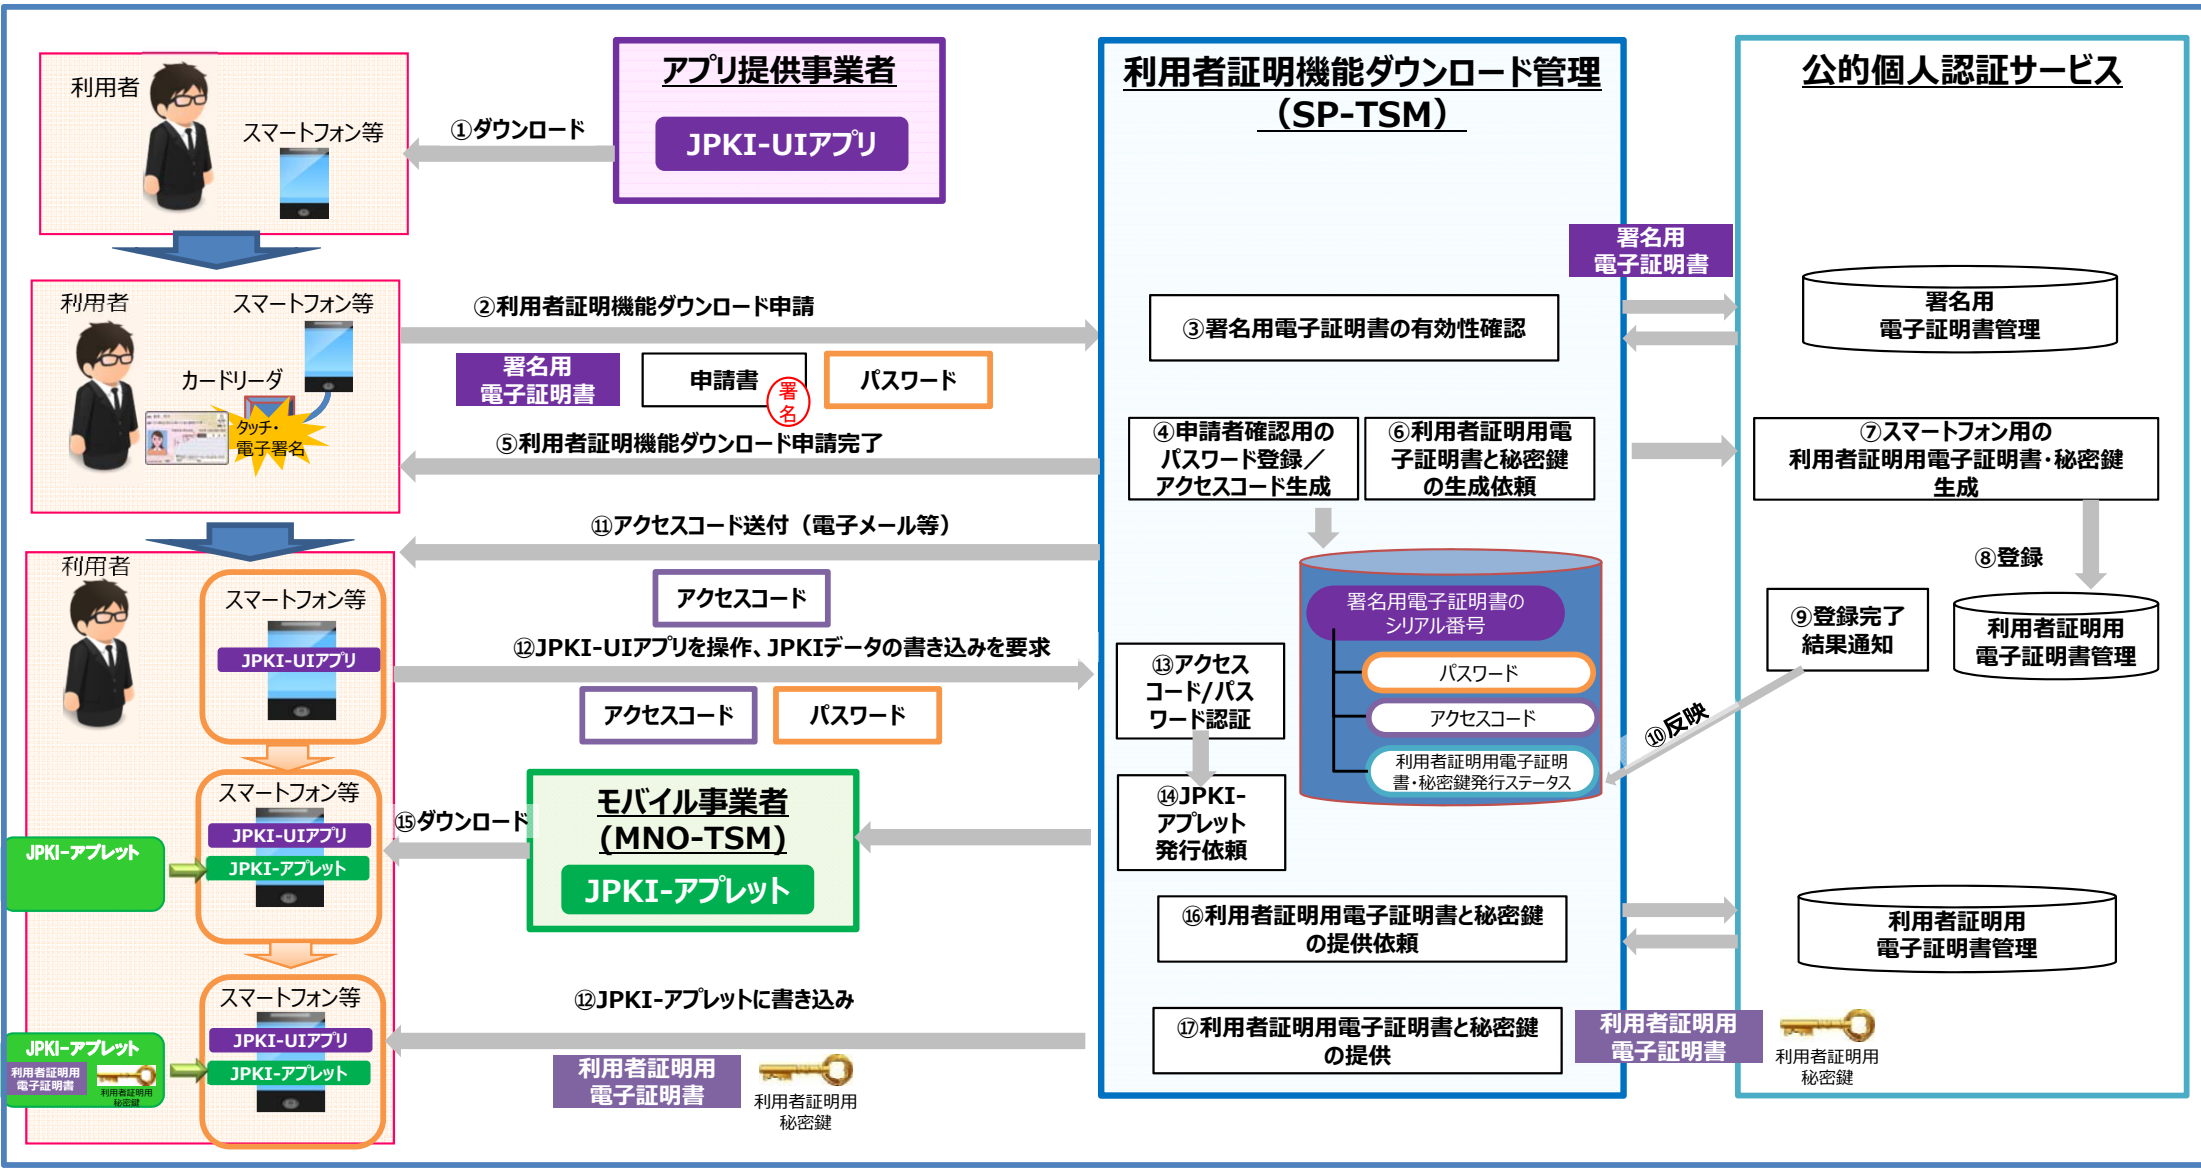 利用者
スマートフォン等
①ダウンロード
アプリ提供事業者
JPKI-UIアプリ
利用者証明機能ダウンロード管理
（SP-TSM）
公的個人認証サービス
署名用
電子証明書
利用者
スマートフォン等
カードリーダ
タッチ・
電子署名
②利用者証明機能ダウンロード申請
署名用
電子証明書
申請書
署
名
パスワード
③署名用電子証明書の有効性確認
署名用
電子証明書管理
⑤利用者証明機能ダウンロード申請完了
④申請者確認用の
パスワード登録／
アクセスコード生成
⑥利用者証明用電
子証明書と秘密鍵
の生成依頼
⑦スマートフォン用の
利用者証明用電子証明書・秘密鍵
生成
⑧登録
⑪アクセスコード送付（電子メール等）
アクセスコード
利用者
スマートフォン等
JPKI-UIアプリ
⑫JPKI-UIアプリを操作、JPKIデータの書き込みを要求
アクセスコード
パスワード
⑬アクセス
コード/パス
ワード認証
署名用電子証明書の
シリアル番号
パスワード
アクセスコード
利用者証明用電子証明
書・秘密鍵発行ステータス
⑨登録完了
結果通知
利用者証明用
電子証明書管理
⑩反映
スマートフォン等
JPKI-UIアプリ
JPKI-アプレット
JPKI-アプレット
⑮ダウンロード
モバイル事業者
(MNO-TSM)
JPKI-アプレット
⑭JPKI-
アプレット
発行依頼
⑯利用者証明用電子証明書と秘密鍵
の提供依頼
利用者証明用
電子証明書管理
スマートフォン等
JPKI-UIアプリ
JPKI-アプレット
JPKI-アプレット
利用者証明用
電子証明書
利用者証明用
秘密鍵
⑫JPKI-アプレットに書き込み
利用者証明用
電子証明書
利用者証明用
秘密鍵
⑰利用者証明用電子証明書と秘密鍵
の提供
利用者証明用
電子証明書
利用者証明用
秘密鍵